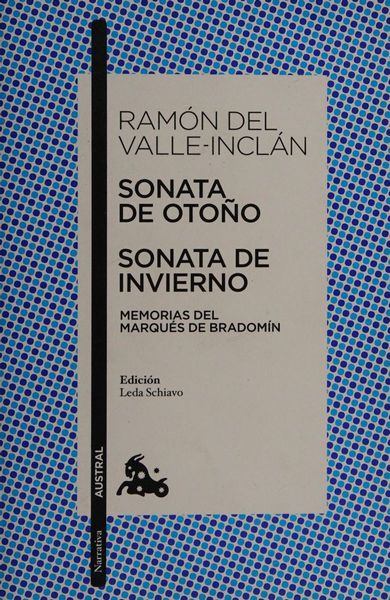 RAMÓN DEL
VALLE-INCLÁN
SONATA
DE OTOÑO
SONATA DE
INVIERNO
MEMORIAS DEL
MARQUÉS DE BRADOMÍN
Edición
Leda Schiavo
AUSTRAL
Narrativa